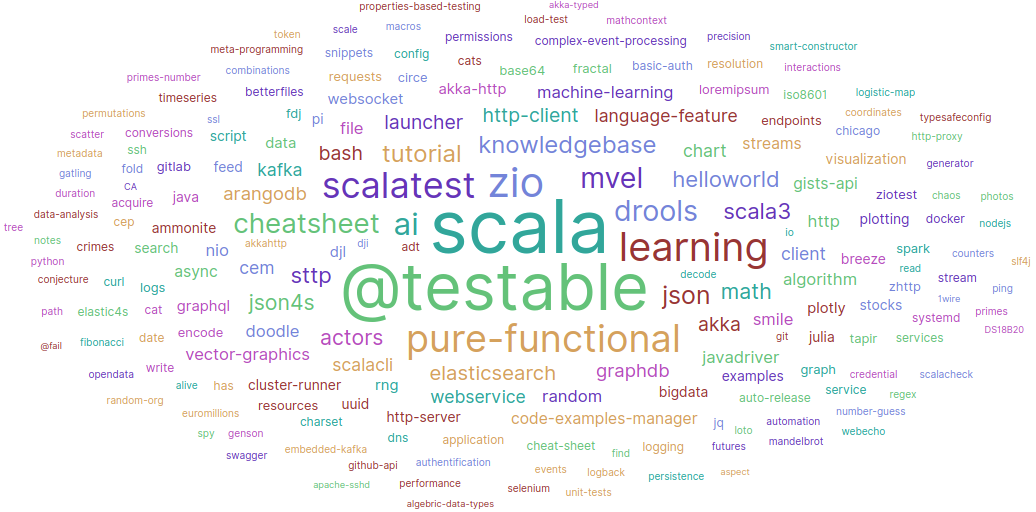 properties-based-testing akka-typed
token scale macros load-test mathcontext
meta-programming snippets config permissions complex-event-processing precision smart-constructor
primes-number combinations requests circe cats base64 fractal basic-auth resolution interactions
timeseries betterfiles websocket akka-http machine-learning loremipsum iso8601 logistic-map
permutations ssl fdj pi file launcher http-client language-feature endpoints coordinates typesafeconfig
scatter conversions script data bash tutorial knowledgebase chart streams chicago http-proxy
metadata ssh fold gitlab feed kafka scalatest zio mvel helloworld gists-api visualization generator
gatling CA
duration acquire java arangodb scala drools scala3 http ziotest chaos photos
data-analysis cep ammonite cheatsheet ai plotting docker nodejs
tree notes crimes search nio akkahttp djl dji adt learning io client breeze spark counters
python async cem sttp @testable decode algorithm read stream slf4j
conjecture curl logs json4s json math zhttp ping
path elastic4s cat graphql plotly stocks 1wire systemd primes
@fail fibonacci date encode doodle actors pure-functional akka smile git julia tapir services DS18B20
opendata write vector-graphics scalacli elasticsearch graphdb javadriver examples graph credential scalacheck
random-org alive has cluster-runner rng webservice random bigdata auto-release service regex
euromillions resources uuid http-server code-examples-manager jq automation number-guess
spy genson charset dns application cheat-sheet find logging loto futures mandelbrot webecho
swagger embedded-kafka github-api authentification events logback persistence aspect
apache-sshd performance selenium unit-tests
algebric-data-types